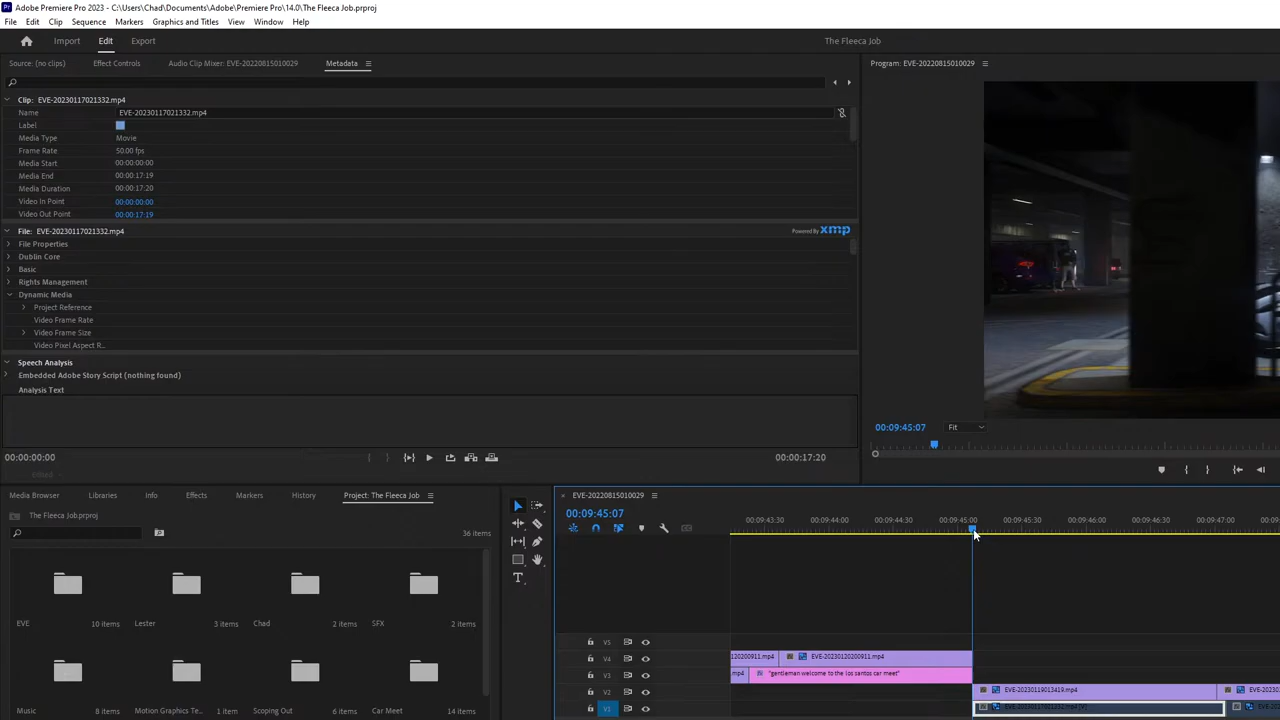 Adobe Premiere Pro 2023 - C:\Users\Chad\Documents\Adobe\Premiere Pro\14.0\The Fleeca Job.prproj
File Edit Clip Sequence Markers Graphics and Titles View Window Help
Import Edit Export The Fleeca Job
Source: (no clips) Effect Controls Audio Clip Mixer: EVE-20220815010029 Metadata Program: EVE-20220815010029
Clip: EVE-20230117021332.mp4
Name EVE-20230117021332.mp4
Label
Media Type Movie
Frame Rate 50.00 fps
Media Start 00:00:00:00
Media End 00:00:17:19
Media Duration 00:00:17:20
Video In Point 00:00:00:00
Video Out Point 00:00:17:19
File: EVE-20230117021332.mp4 Powered By xmp
File Properties
Dublin Core
Basic
Rights Management
Dynamic Media
Project Reference
Video Frame Rate
Video Frame Size
Video Pixel Aspect R...
Speech Analysis
Embedded Adobe Story Script (nothing found)
Analysis Text
00:09:45:07 Fit
00:00:00:00 00:00:17:20
Media Browser Libraries Info Effects Markers History Project: The Fleeca Job EVE-20220815010029
The Fleeca Job.prproj 00:09:45:07
00:09:43:30 00:09:44:00 00:09:44:30 00:09:45:00 00:09:45:30 00:09:46:00 00:09:46:30 00:09:47:00
36 items
EVE 10 items Lester 3 items Chad 2 items SFX 2 items
V5
V4 120200911.mp4 EVE-20230120200911.mp4
V3 .mp4 "gentleman welcome to the los santos car meet"
V2 EVE-20230119013419.mp4
V1 EVE-20230117021332.mp4 [V]
Music 8 items Motion Graphics Te... 1 item Scoping Out 6 items Car Meet 14 items
T